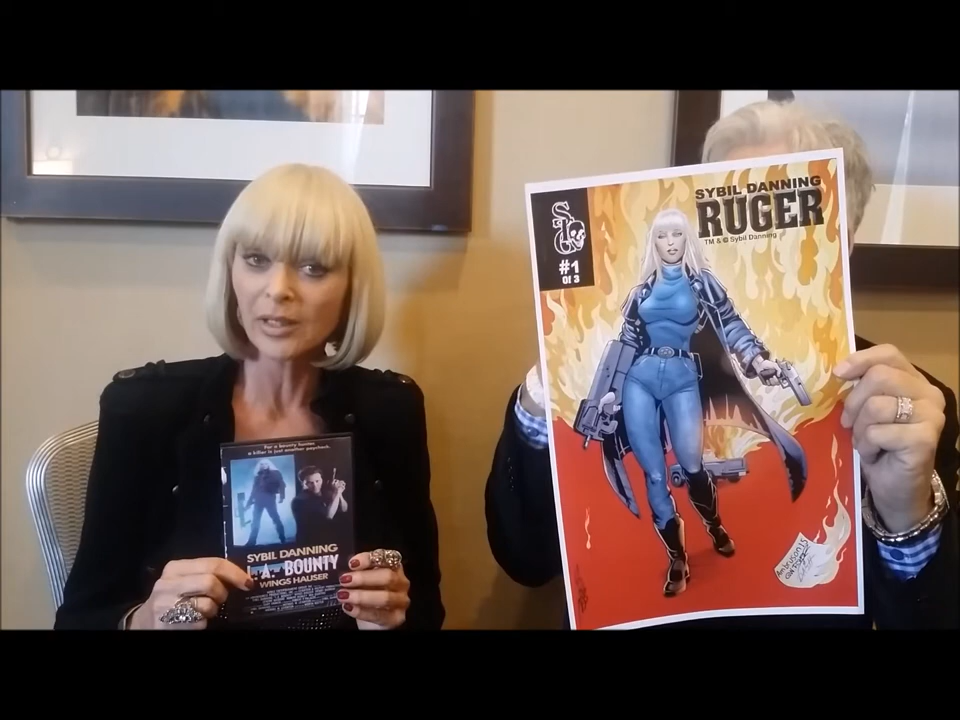 For a bounty hunter
a killer is just another paycheck.
SYBIL DANNING
L.A. BOUNTY
WINGS HAUSER
SDC
#1
OF 3
SYBIL DANNING
RUGER
TM & © Sybil Danning